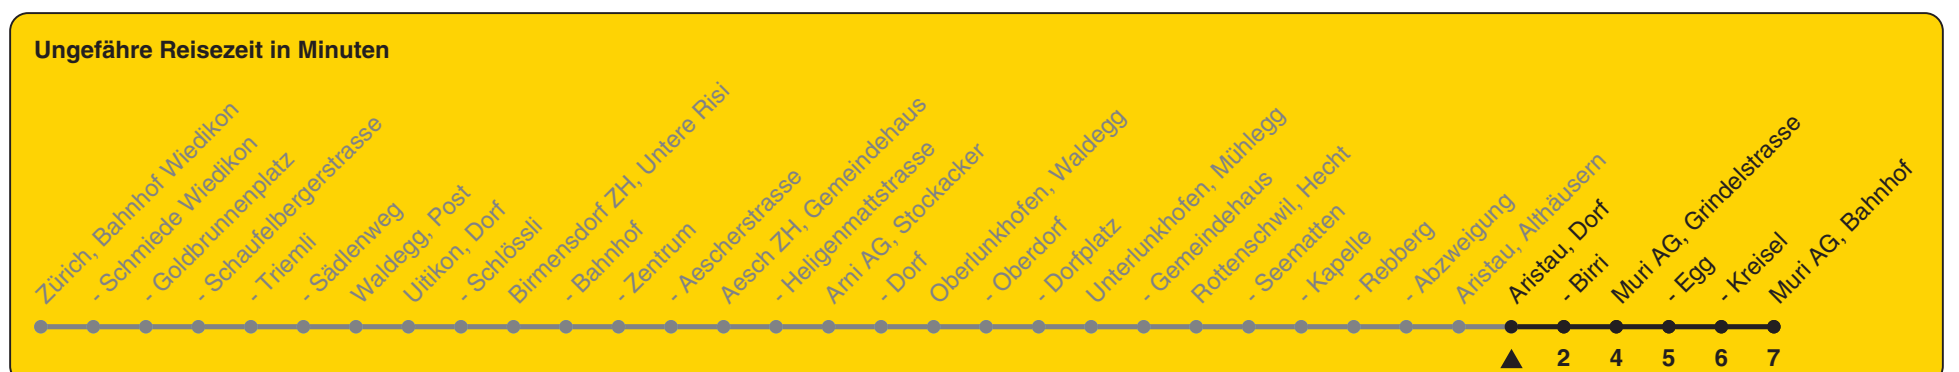 Ungefähre Reisezeit in Minuten
Zürich, Bahnhof Wiedikon
- Schmiede Wiedikon
- Goldbrunnenplatz
- Schaufelbergerstrasse
- Triemli
- Sädlenweg
Waldegg, Post
Uitikon, Dorf
- Schlössli
Birmensdorf ZH, Untere Risi
- Bahnhof
- Zentrum
- Aescherstrasse
Aesch ZH, Gemeindehaus
- Heligenmattstrasse
Arni AG, Stockacker
- Dorf
Oberlunkhofen, Waldegg
- Oberdorf
- Dorfplatz
Unterlunkhofen, Mühlegg
- Gemeindehaus
Rottenschwil, Hecht
- Seematten
- Kapelle
- Rebberg
- Abzweigung
Aristau, Althäusern
Aristau, Dorf
- Birri
Muri AG, Grindelstrasse
- Egg
- Kreisel
Muri AG, Bahnhof
2 4 5 6 7